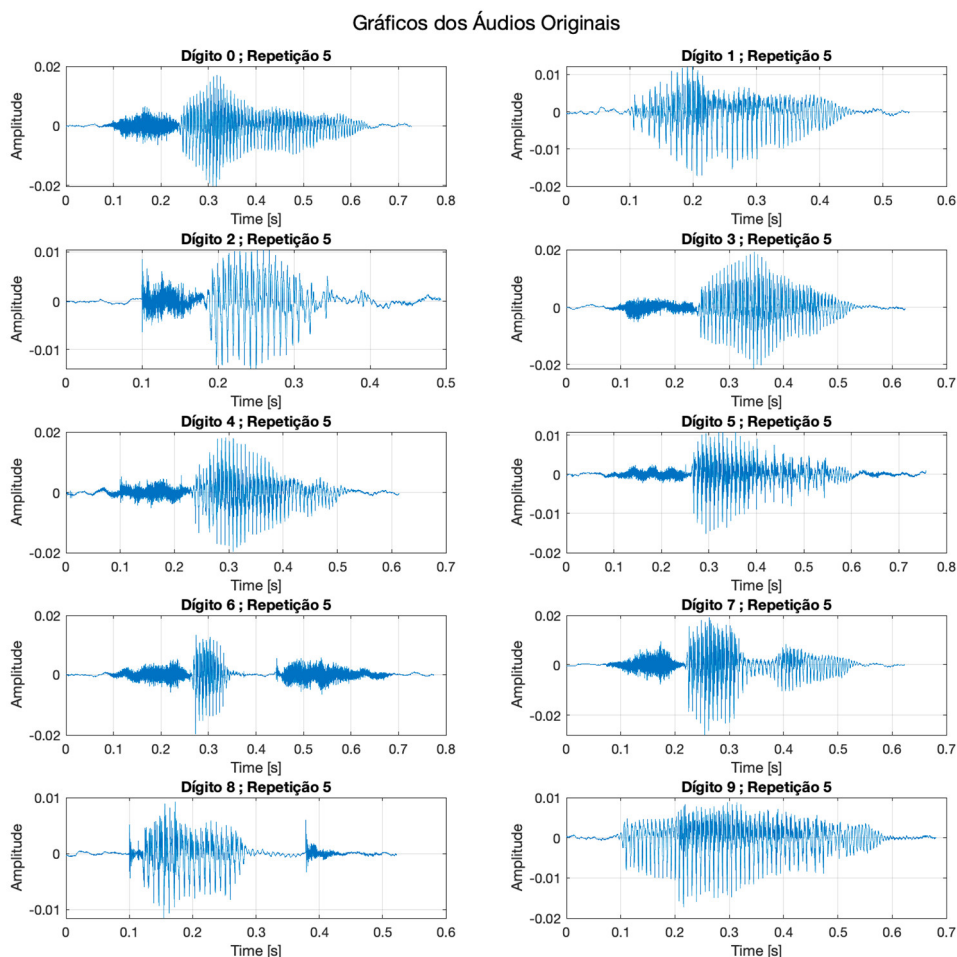 Gráficos dos Áudios Originais
Dígito 0 ; Repetição 5
Amplitude
0.02
0
-0.02
0 0.1 0.2 0.3 0.4 0.5 0.6 0.7 0.8
Time [s]
Dígito 1 ; Repetição 5
Amplitude
0.01
0
-0.01
-0.02
0 0.1 0.2 0.3 0.4 0.5 0.6
Time [s]
Dígito 2 ; Repetição 5
Amplitude
0.01
0
-0.01
0 0.1 0.2 0.3 0.4 0.5
Time [s]
Dígito 3 ; Repetição 5
Amplitude
0.02
0
-0.02
0 0.1 0.2 0.3 0.4 0.5 0.6 0.7
Time [s]
Dígito 4 ; Repetição 5
Amplitude
0.02
0
-0.02
0 0.1 0.2 0.3 0.4 0.5 0.6 0.7
Time [s]
Dígito 5 ; Repetição 5
Amplitude
0.01
0
-0.01
-0.02
0 0.1 0.2 0.3 0.4 0.5 0.6 0.7 0.8
Time [s]
Dígito 6 ; Repetição 5
Amplitude
0.02
0
-0.02
0 0.1 0.2 0.3 0.4 0.5 0.6 0.7 0.8
Time [s]
Dígito 7 ; Repetição 5
Amplitude
0.02
0
-0.02
0 0.1 0.2 0.3 0.4 0.5 0.6 0.7
Time [s]
Dígito 8 ; Repetição 5
Amplitude
0.01
0
-0.01
0 0.1 0.2 0.3 0.4 0.5 0.6
Time [s]
Dígito 9 ; Repetição 5
Amplitude
0.01
0
-0.01
-0.02
0 0.1 0.2 0.3 0.4 0.5 0.6 0.7
Time [s]